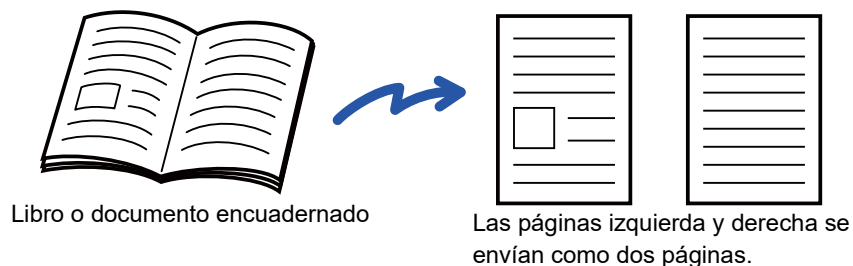 Libro o documento encuadernado
Las páginas izquierda y derecha se
envían como dos páginas.